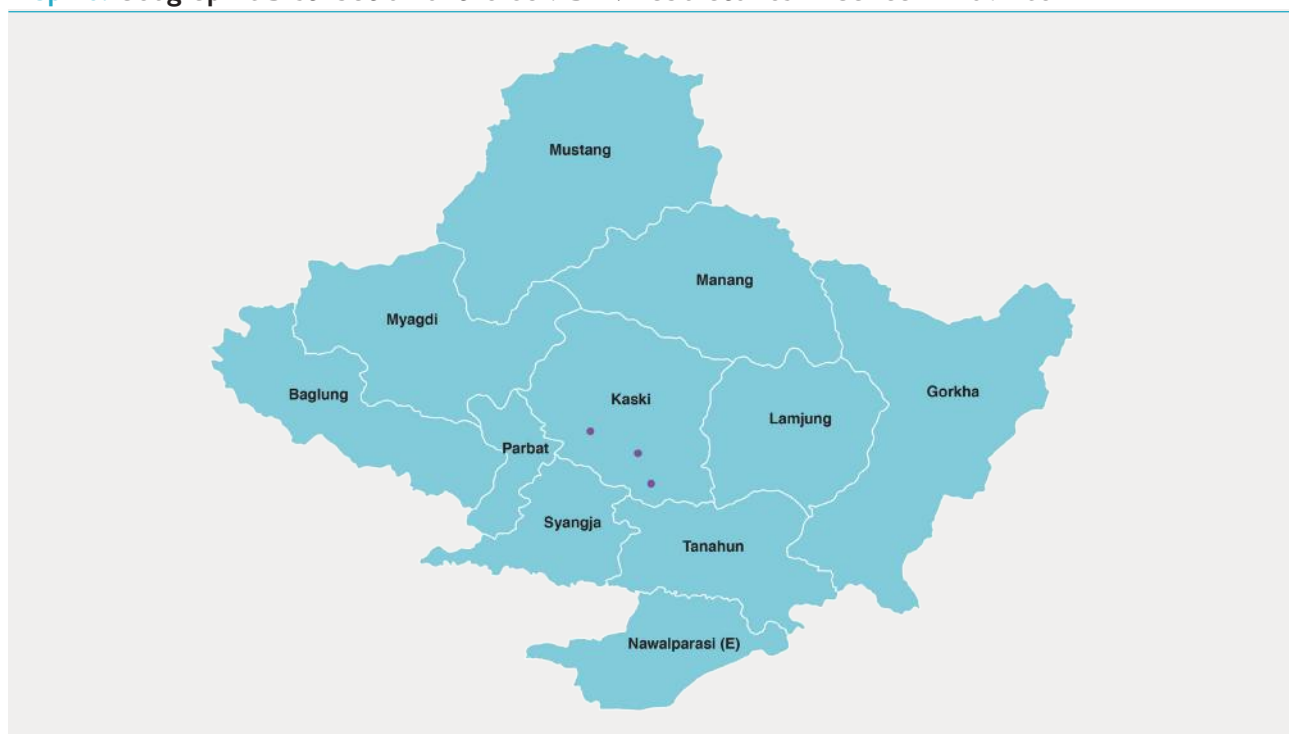 Mustang
Manang
Myagdi
Baglung
Kaski
Gorkha
Lamjung
Parbat
Syangja
Tanahun
Nawalparasi (E)